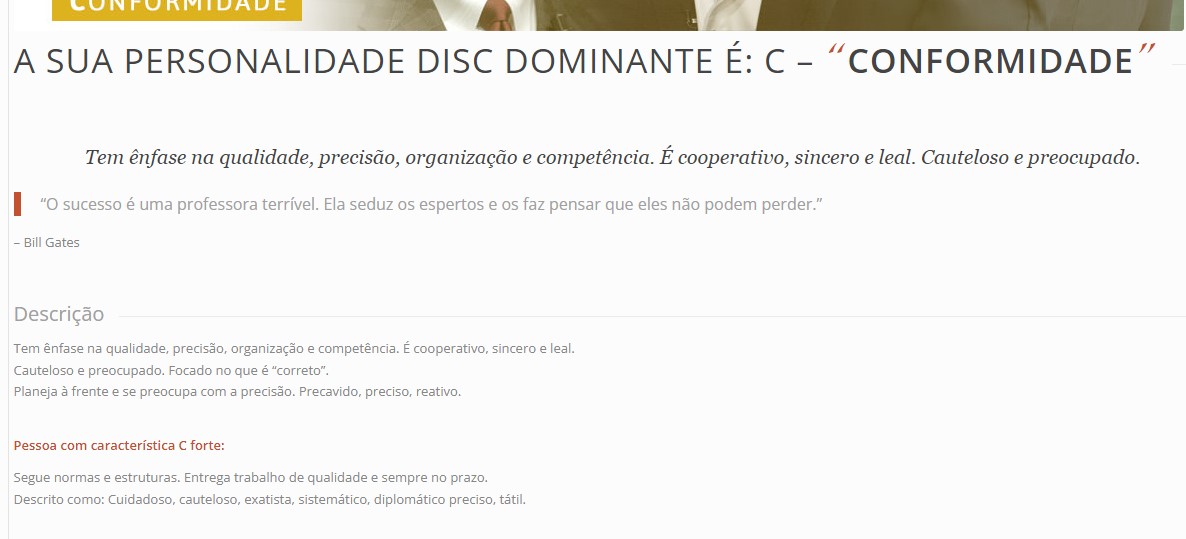 CONFORMIDADE
A SUA PERSONALIDADE DISC DOMINANTE É: C – “CONFORMIDADE”
Tem ênfase na qualidade, precisão, organização e competência. É cooperativo, sincero e leal. Cauteloso e preocupado.
“O sucesso é uma professora terrível. Ela seduz os espertos e os faz pensar que eles não podem perder.”
– Bill Gates
Descrição
Tem ênfase na qualidade, precisão, organização e competência. É cooperativo, sincero e leal.
Cauteloso e preocupado. Focado no que é “correto”.
Planeja à frente e se preocupa com a precisão. Precavido, preciso, reativo.
Pessoa com característica C forte:
Segue normas e estruturas. Entrega trabalho de qualidade e sempre no prazo.
Descrito como: Cuidadoso, cauteloso, exatista, sistemático, diplomático preciso, tátil.